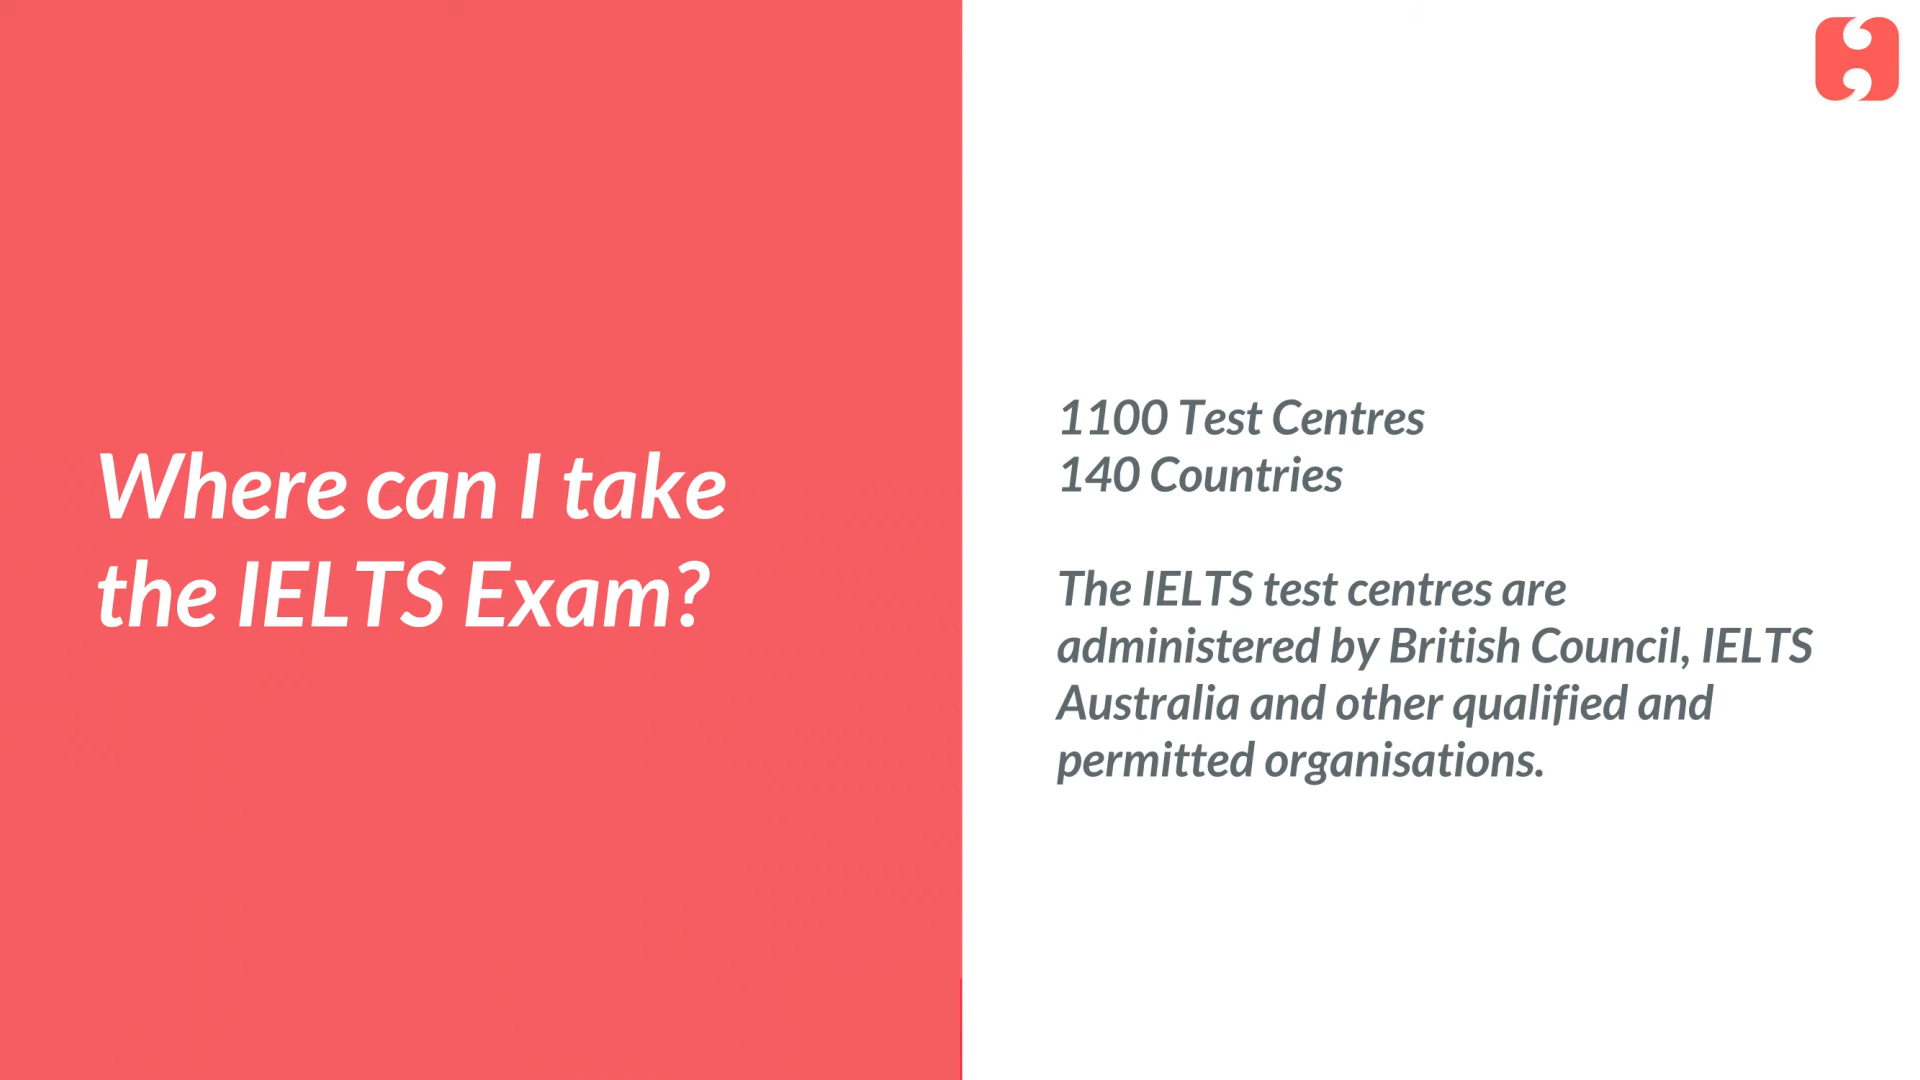 Where can I take
the IELTS Exam?
1100 Test Centres
140 Countries
The IELTS test centres are
administered by British Council, IELTS
Australia and other qualified and
permitted organisations.